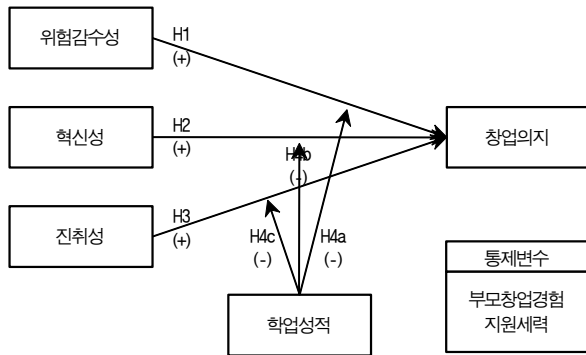 위험감수성
H1
(+)
혁신성
H2
(+)
창업의지
H4b
(-)
진취성
H3
(+)
H4c
(-)
H4a
(-)
학업성적
통제변수
부모창업경험
지원세력